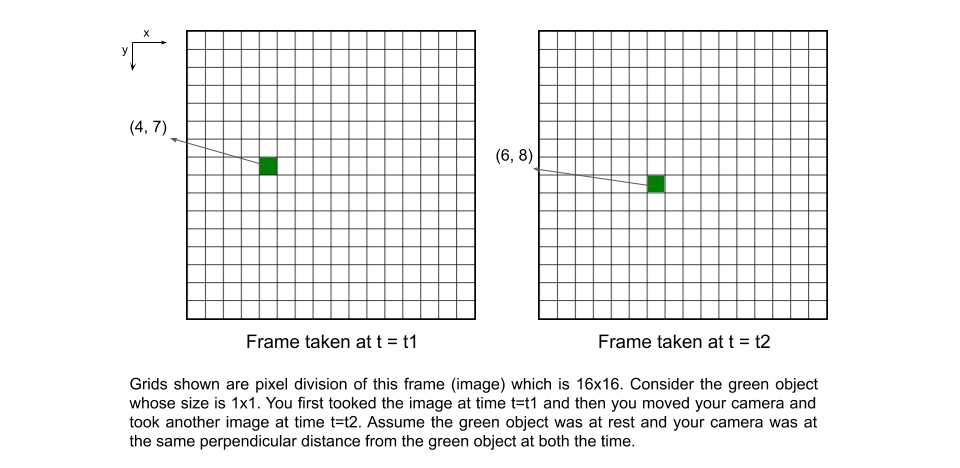 x
y
(4, 7)
(6, 8)
Frame taken at t = t1
Frame taken at t = t2
Grids shown are pixel division of this frame (image) which is 16x16. Consider the green object
whose size is 1x1. You first tooked the image at time t=t1 and then you moved your camera and
took another image at time t=t2. Assume the green object was at rest and your camera was at
the same perpendicular distance from the green object at both the time.